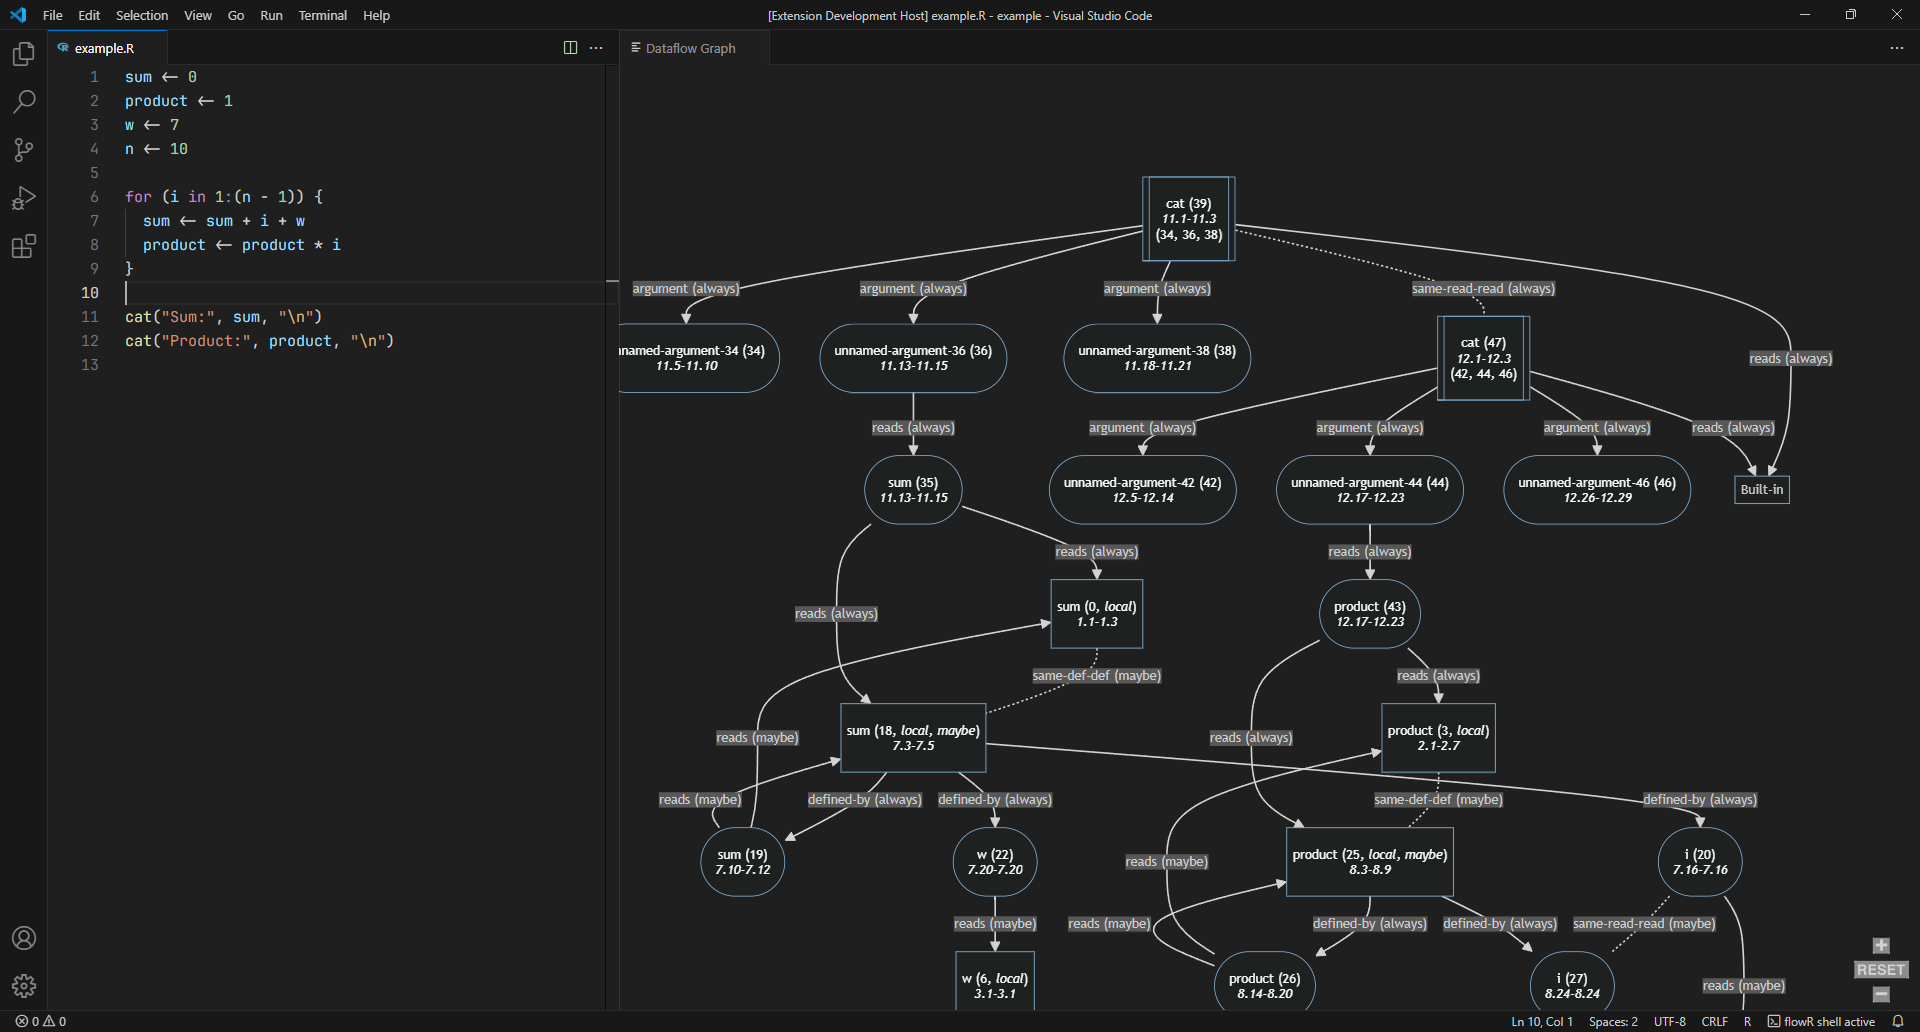 File Edit Selection View Go Run Terminal Help
[Extension Development Host] example.R - example - Visual Studio Code
example.R
Dataflow Graph
1 sum <- 0
2 product <- 1
3 w <- 7
4 n <- 10
5
6 for (i in 1:(n - 1)) {
7 sum <- sum + i + w
8 product <- product * i
9 }
10
11 cat("Sum:", sum, "\n")
12 cat("Product:", product, "\n")
13
cat (39)
11.1-11.3
(34, 36, 38)
argument (always)
argument (always)
argument (always)
same-read-read (always)
nnamed-argument-34 (34)
11.5-11.10
unnamed-argument-36 (36)
11.13-11.15
unnamed-argument-38 (38)
11.18-11.21
cat (47)
12.1-12.3
(42, 44, 46)
reads (always)
reads (always)
argument (always)
argument (always)
argument (always)
reads (always)
sum (35)
11.13-11.15
unnamed-argument-42 (42)
12.5-12.14
unnamed-argument-44 (44)
12.17-12.23
unnamed-argument-46 (46)
12.26-12.29
Built-in
reads (always)
reads (always)
reads (always)
sum (0, local)
1.1-1.3
product (43)
12.17-12.23
same-def-def (maybe)
reads (always)
reads (maybe)
sum (18, local, maybe)
7.3-7.5
reads (always)
product (3, local)
2.1-2.7
reads (maybe)
defined-by (always)
defined-by (always)
same-def-def (maybe)
defined-by (always)
sum (19)
7.10-7.12
w (22)
7.20-7.20
reads (maybe)
product (25, local, maybe)
8.3-8.9
i (20)
7.16-7.16
reads (maybe)
reads (maybe)
defined-by (always)
defined-by (always)
same-read-read (maybe)
w (6, local)
3.1-3.1
product (26)
8.14-8.20
i (27)
8.24-8.24
reads (maybe)
+
RESET
−
0 0
Ln 10, Col 1 Spaces: 2 UTF-8 CRLF R flowR shell active